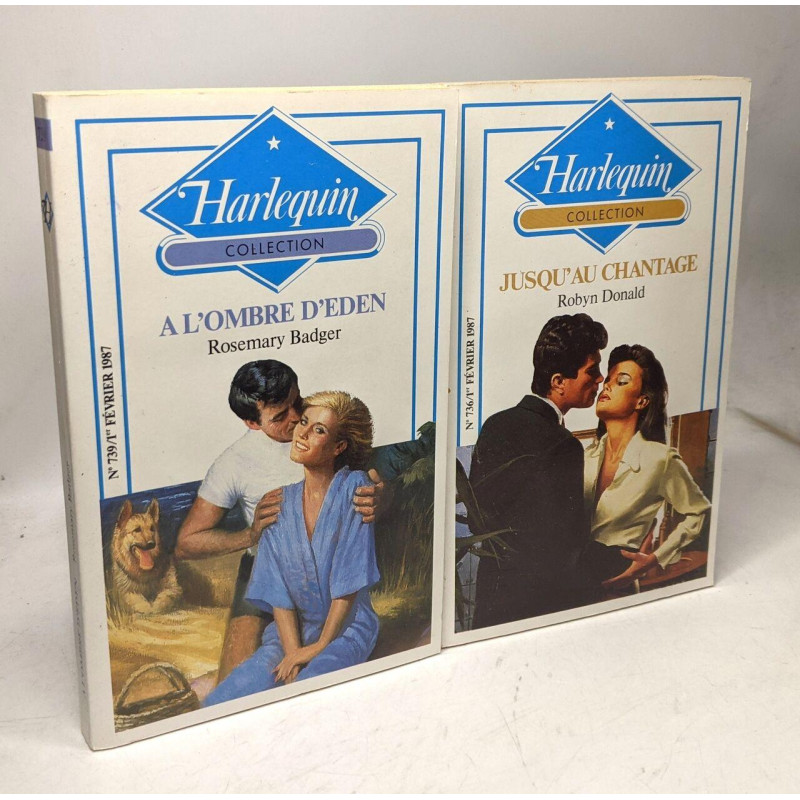 Harlequin
COLLECTION
A L'OMBRE D'EDEN
Rosemary Badger
N° 739/1er FÉVRIER 1987
Harlequin
COLLECTION
JUSQU'AU CHANTAGE
Robyn Donald
N° 736/1er FÉVRIER 1987